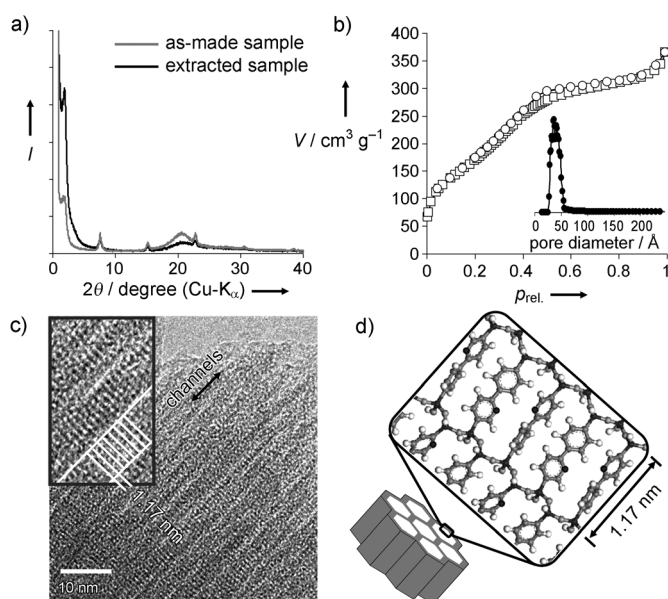 a)
as-made sample
extracted sample
I
0 10 20 30 40
2θ / degree (Cu-Kα)
b)
400
350
300
250
200
150
100
50
0
V / cm³ g⁻¹
0 50 100 150 200
pore diameter / Å
0 0.2 0.4 0.6 0.8 1
prel.
c)
channels
1.17 nm
10 nm
d)
1.17 nm